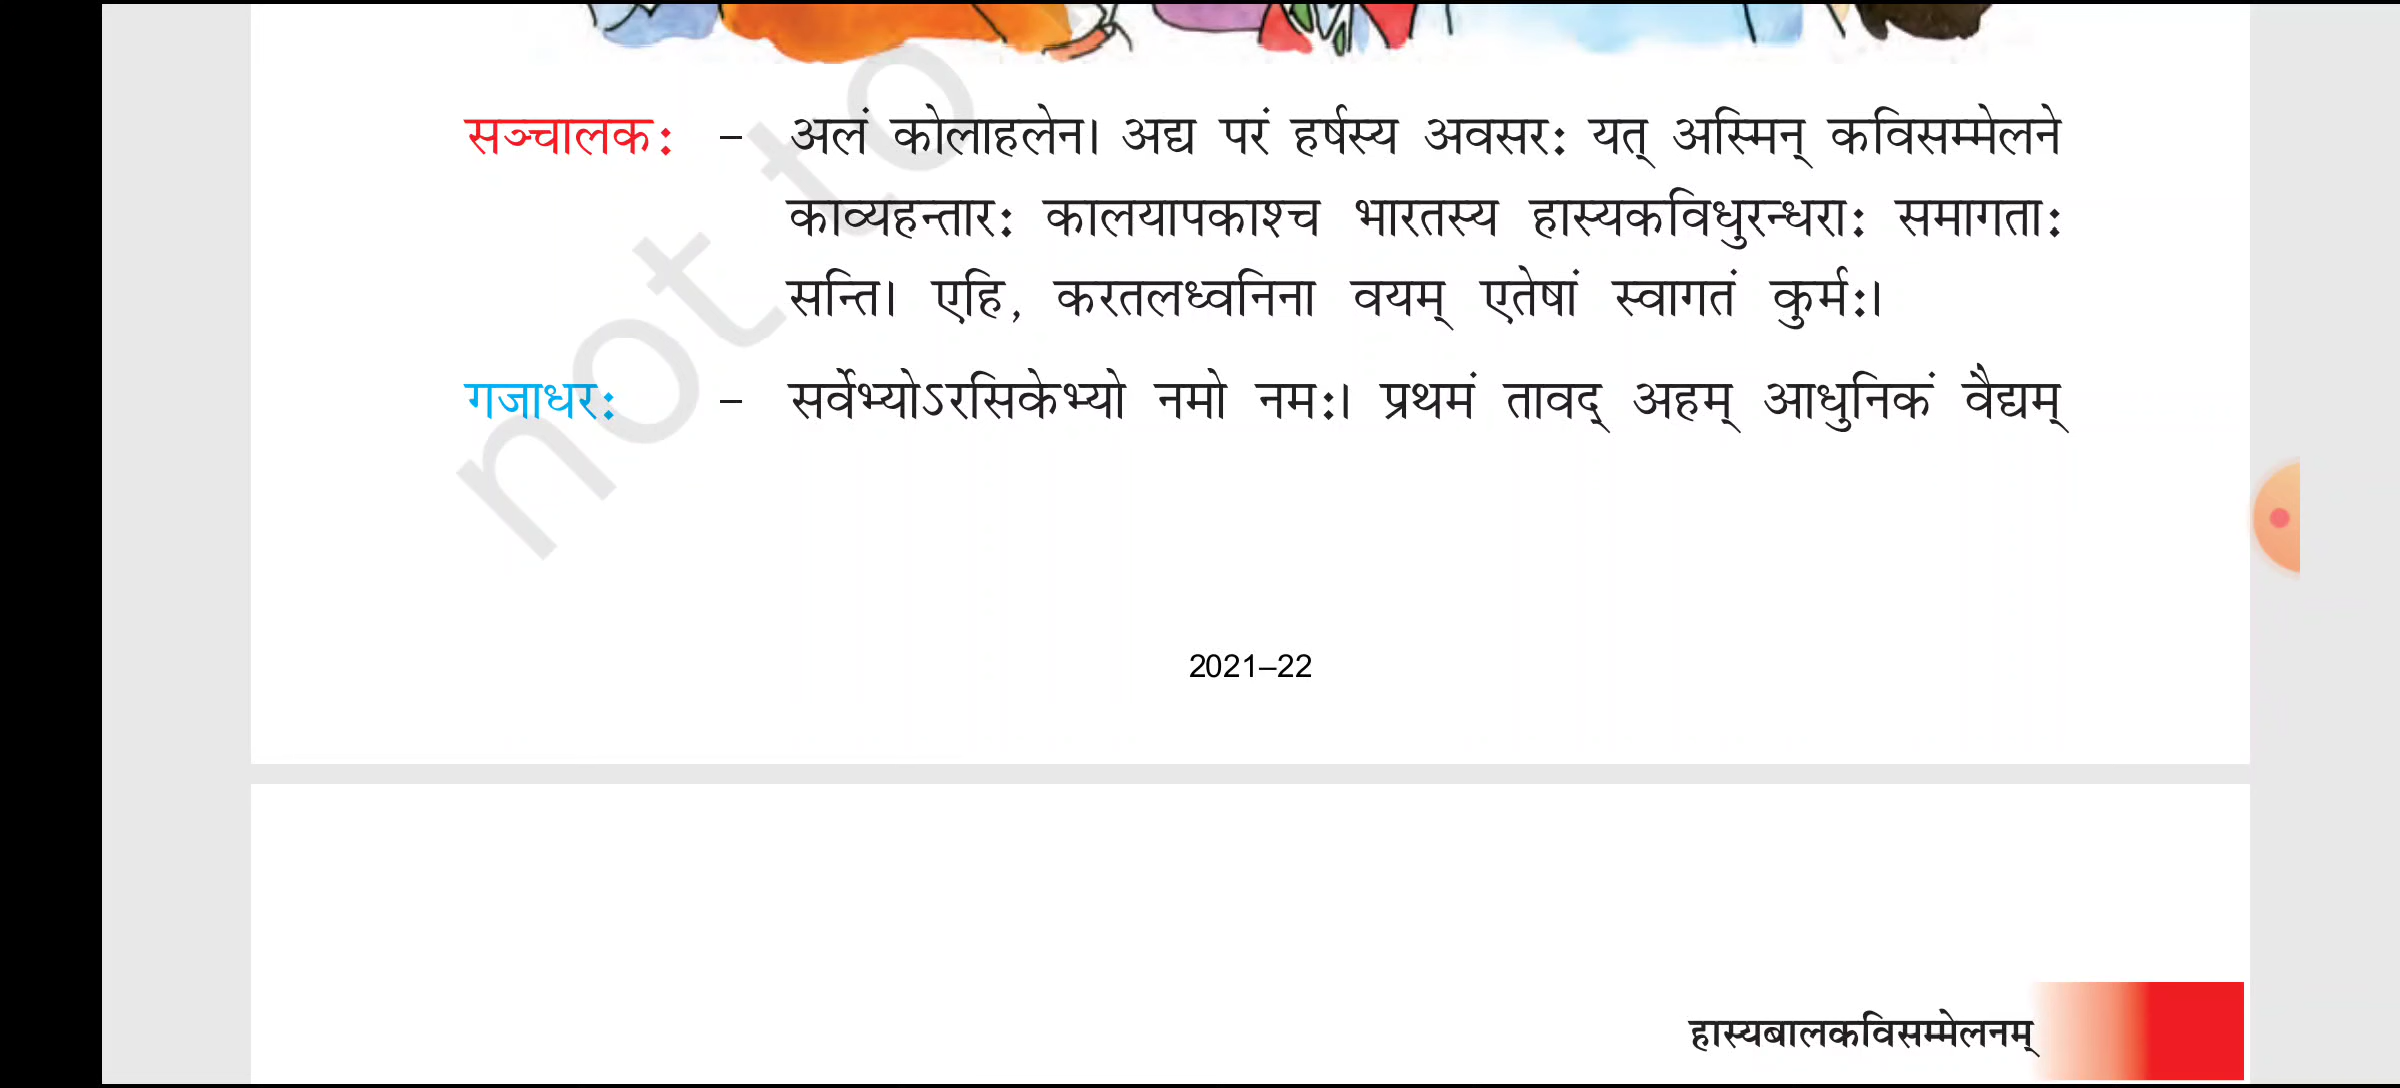 सञ्चालकः – अलं कोलाहलेन। अद्य परं हर्षस्य अवसरः यत् अस्मिन् कविसम्मेलने
काव्यहन्तारः कालयापकाश्च भारतस्य हास्यकविधुरन्धराः समागताः
सन्ति। एहि, करतलध्वनिना वयम् एतेषां स्वागतं कुर्मः।
गजाधरः – सर्वेभ्योऽरसिकेभ्यो नमो नमः। प्रथमं तावद् अहम् आधुनिकं वैद्यम्
not to
2021–22
हास्यबालकविसम्मेलनम्